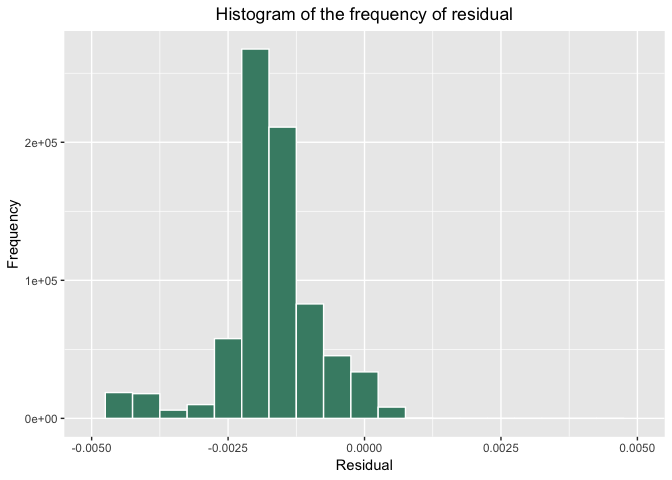 Histogram of the frequency of residual
Frequency
2e+05
1e+05
0e+00
-0.0050 -0.0025 0.0000 0.0025 0.0050
Residual